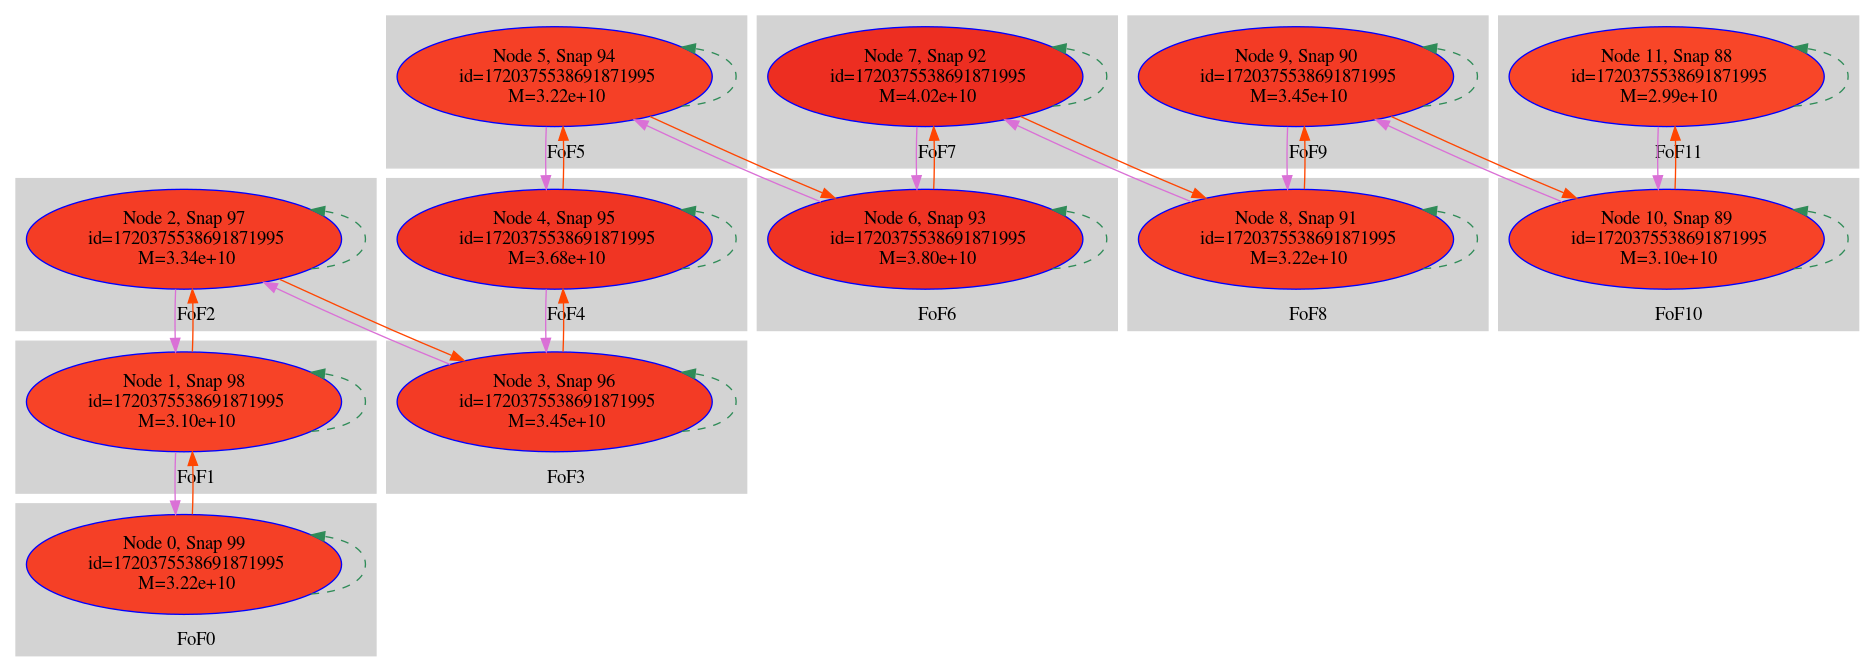 Node 5, Snap 94
id=1720375538691871995
M=3.22e+10
FoF5
Node 7, Snap 92
id=1720375538691871995
M=4.02e+10
FoF7
Node 9, Snap 90
id=1720375538691871995
M=3.45e+10
FoF9
Node 11, Snap 88
id=1720375538691871995
M=2.99e+10
FoF11
Node 2, Snap 97
id=1720375538691871995
M=3.34e+10
FoF2
Node 4, Snap 95
id=1720375538691871995
M=3.68e+10
FoF4
Node 6, Snap 93
id=1720375538691871995
M=3.80e+10
FoF6
Node 8, Snap 91
id=1720375538691871995
M=3.22e+10
FoF8
Node 10, Snap 89
id=1720375538691871995
M=3.10e+10
FoF10
Node 1, Snap 98
id=1720375538691871995
M=3.10e+10
FoF1
Node 3, Snap 96
id=1720375538691871995
M=3.45e+10
FoF3
Node 0, Snap 99
id=1720375538691871995
M=3.22e+10
FoF0